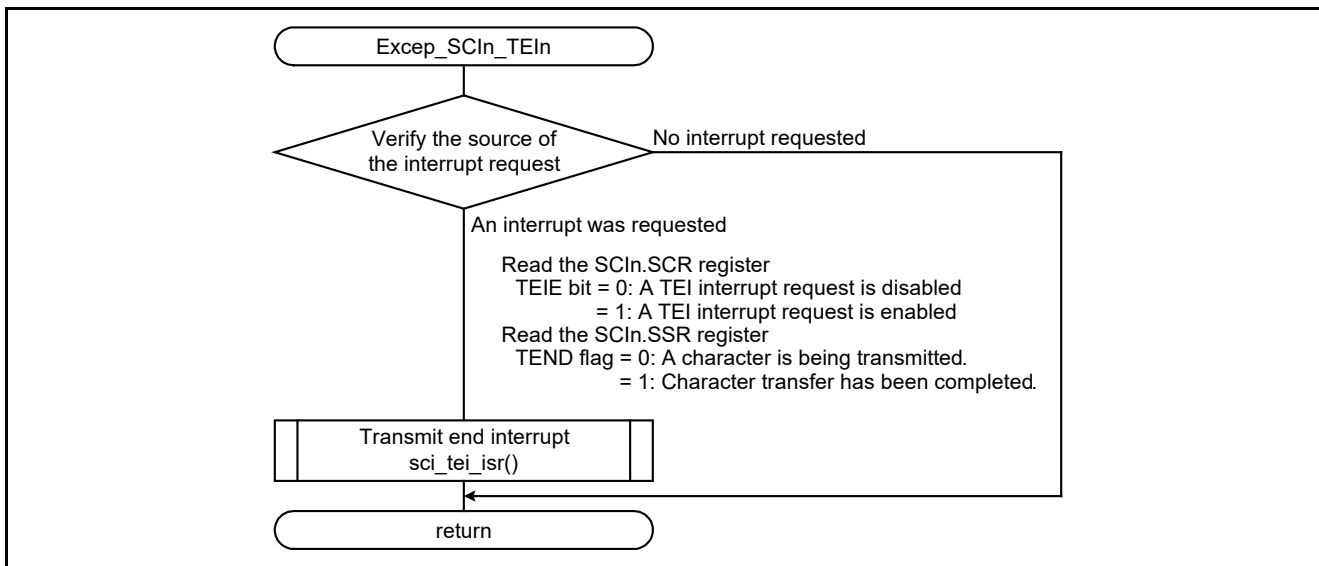 Excep_SCIn_TEIn
Verify the source of
the interrupt request
No interrupt requested
An interrupt was requested
Read the SCIn.SCR register
TEIE bit = 0: A TEI interrupt request is disabled
= 1: A TEI interrupt request is enabled
Read the SCIn.SSR register
TEND flag = 0: A character is being transmitted.
= 1: Character transfer has been completed.
Transmit end interrupt
sci_tei_isr()
return